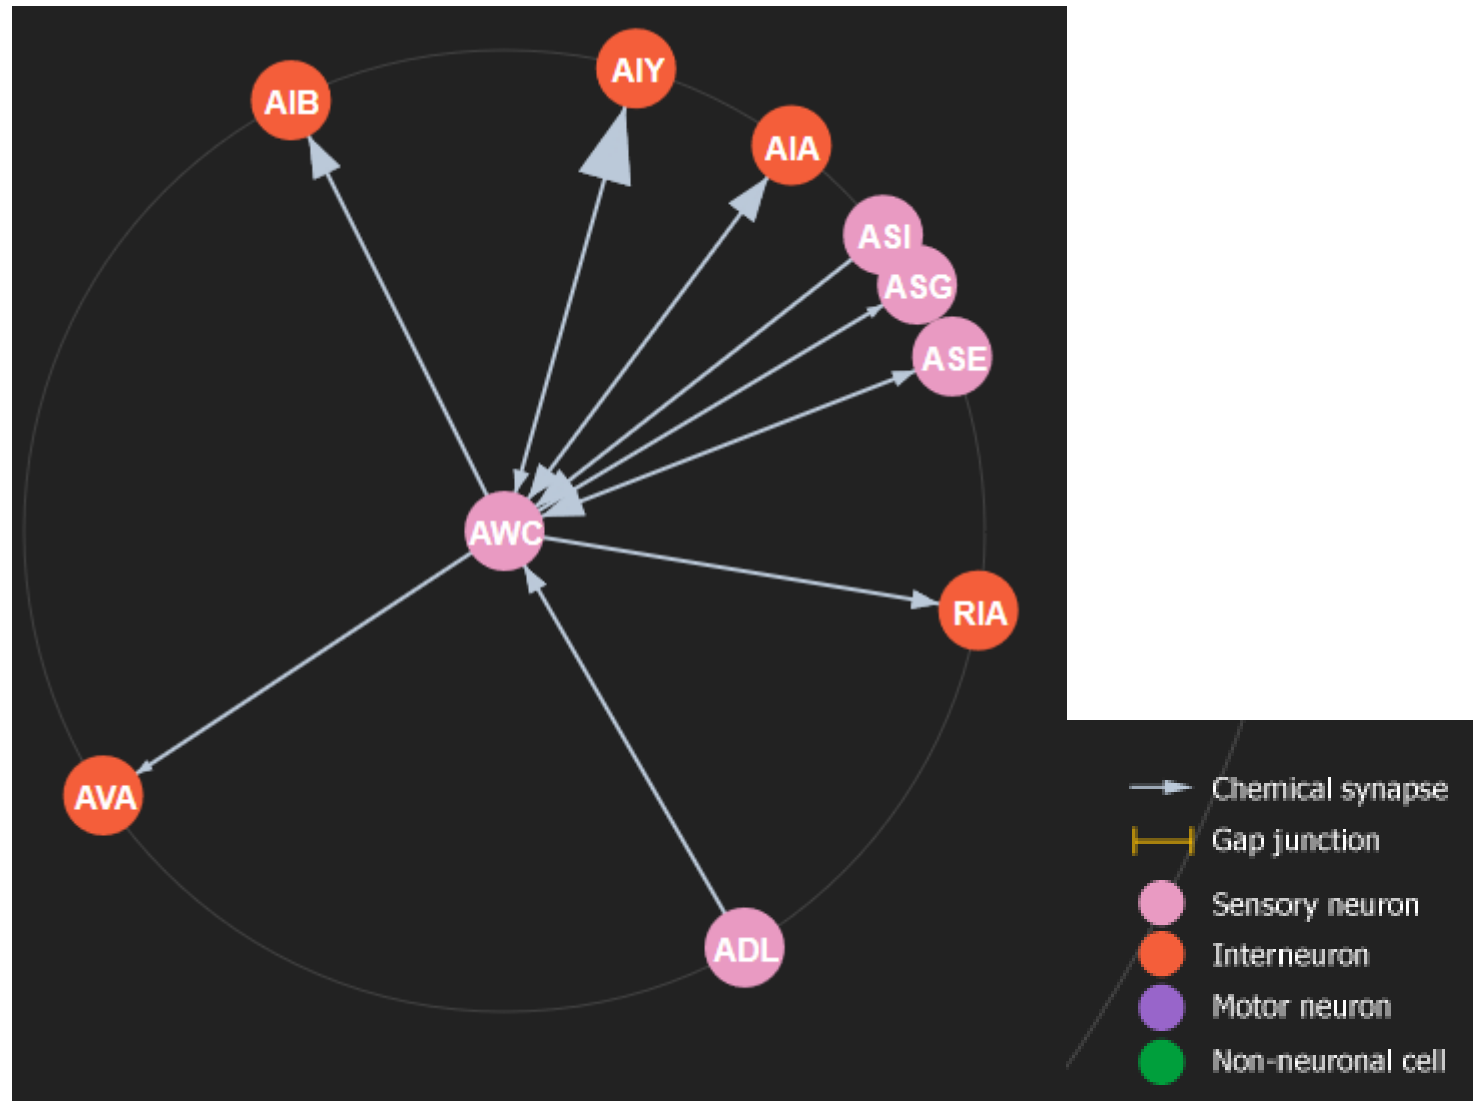 AIY
AIB
AIA
ASI
ASG
ASE
AWC
RIA
AVA
ADL
Chemical synapse
Gap junction
Sensory neuron
Interneuron
Motor neuron
Non-neuronal cell